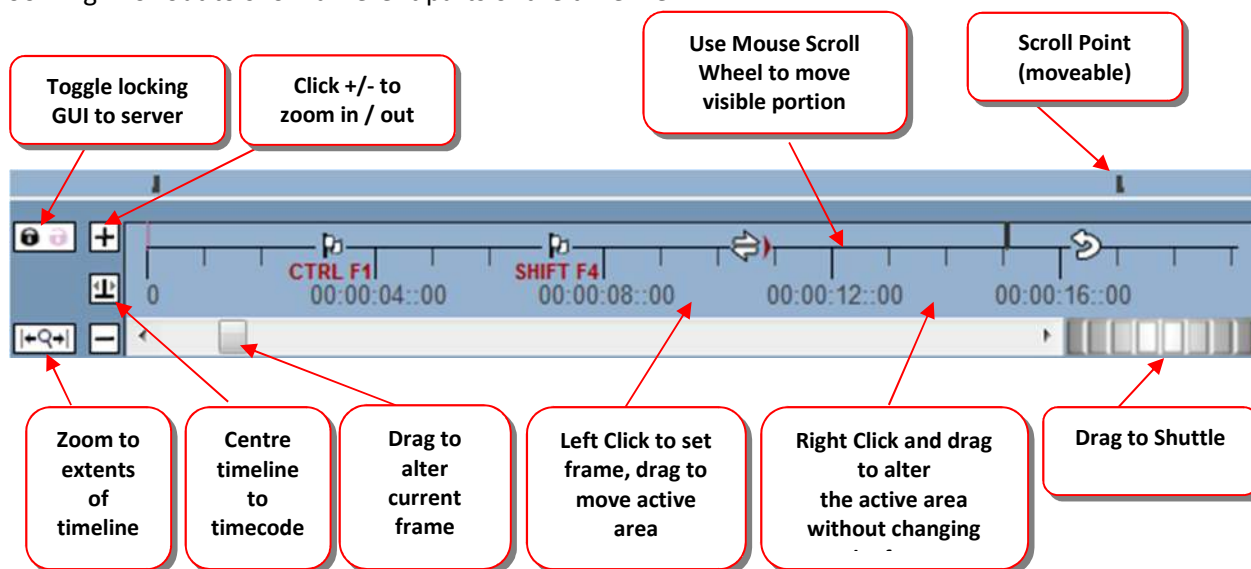 Toggle locking
GUI to server
Click +/- to
zoom in / out
Use Mouse Scroll
Wheel to move
visible portion
Scroll Point
(moveable)
CTRL F1
SHIFT F4
0
00:00:04::00
00:00:08::00
00:00:12::00
00:00:16::00
Zoom to
extents
of
timeline
Centre
timeline
to
timecode
Drag to
alter
current
frame
Left Click to set
frame, drag to
move active
area
Right Click and drag
to alter
the active area
without changing
Drag to Shuttle